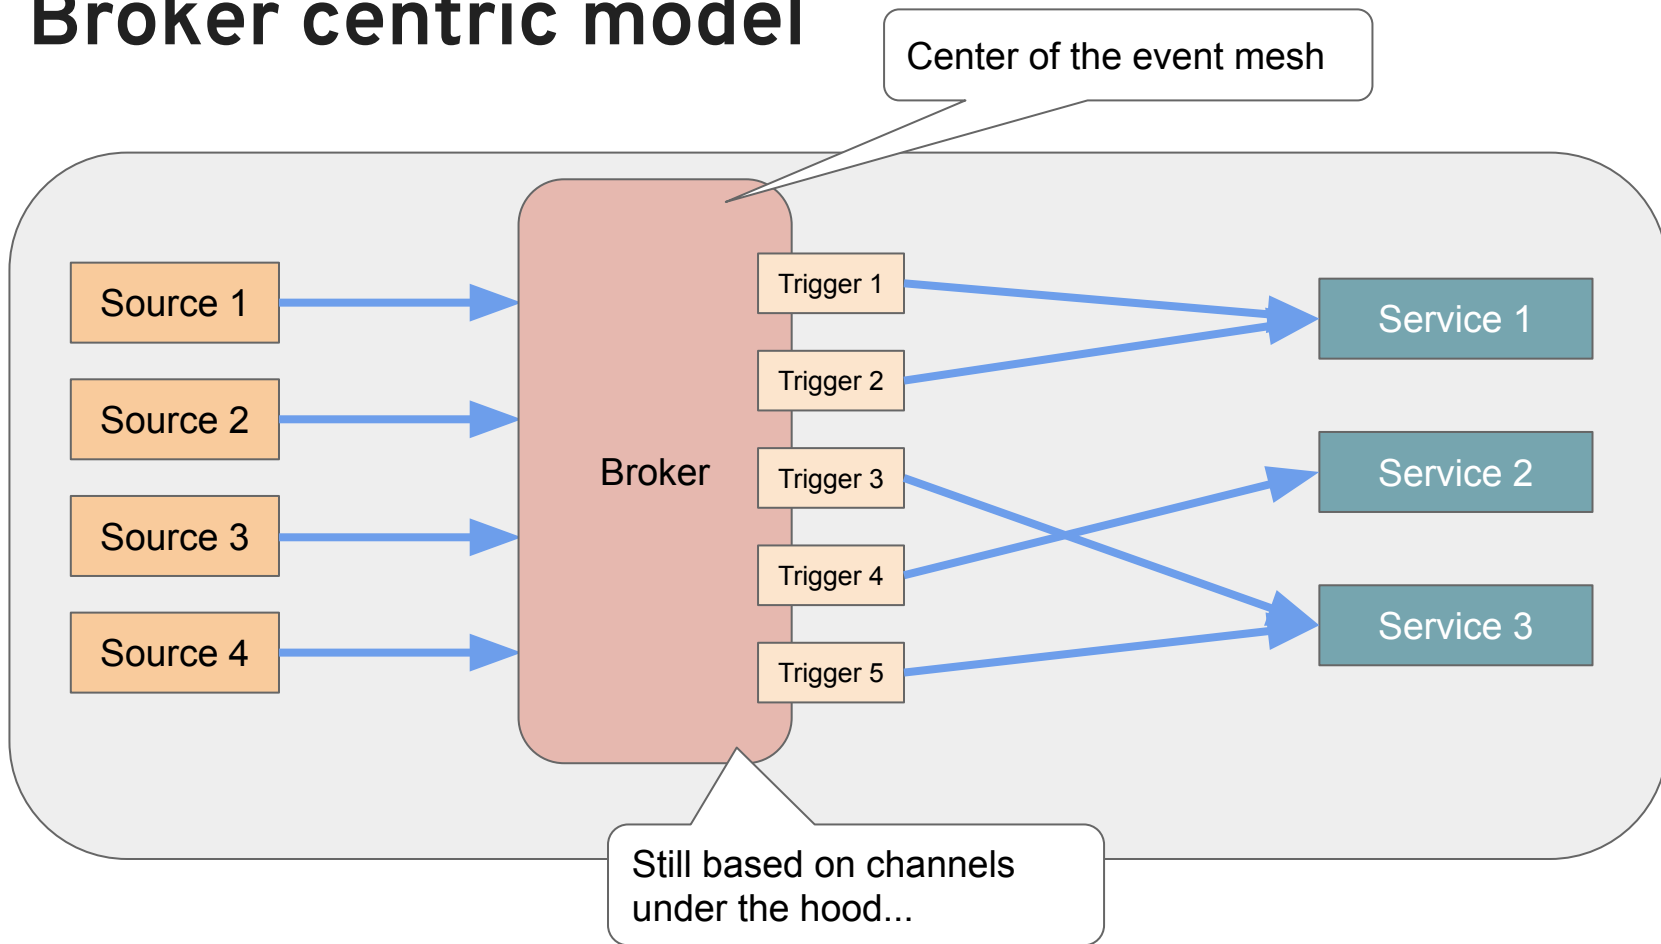 Broker centric model
Center of the event mesh
Source 1
Source 2
Source 3
Source 4
Broker
Trigger 1
Trigger 2
Trigger 3
Trigger 4
Trigger 5
Service 1
Service 2
Service 3
Still based on channels
under the hood...